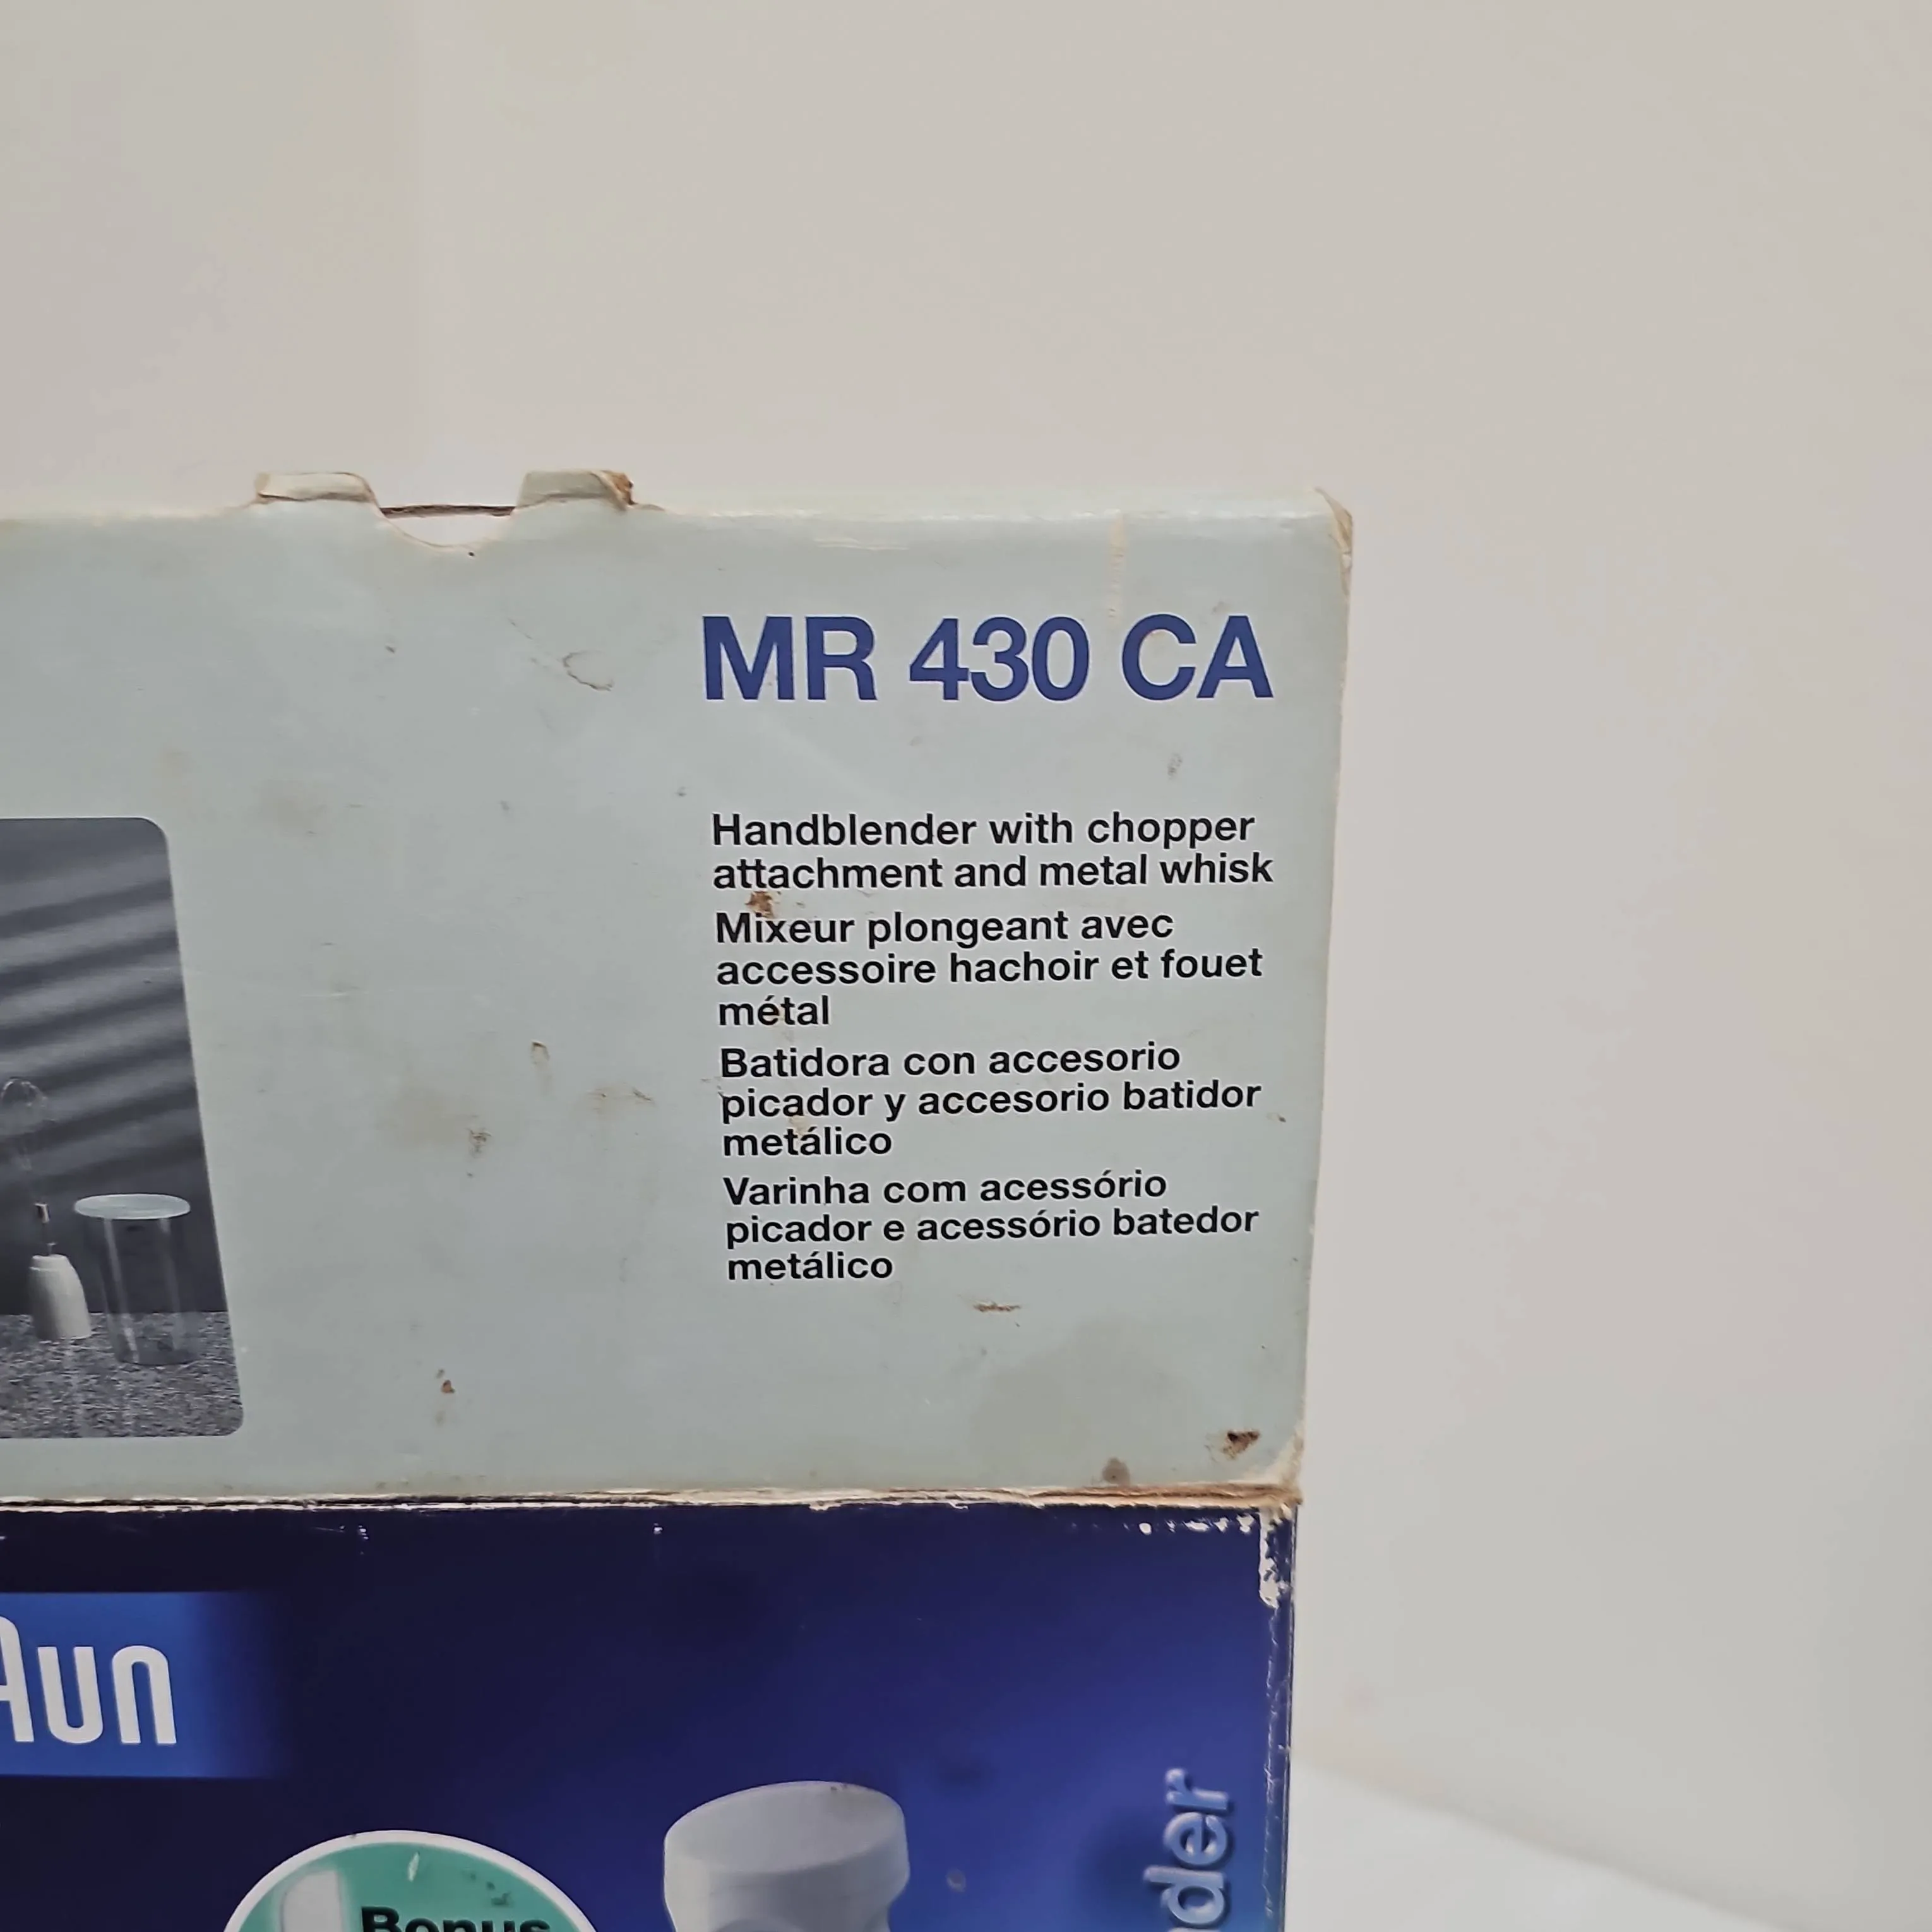 MR 430 CA
Handblender with chopper
attachment and metal whisk
Mixeur plongeant avec
accessoire hachoir et fouet
métal
Batidora con accesorio
picador y accesorio batidor
metálico
Varinha com acessório
picador e acessório batedor
metálico
Bonus